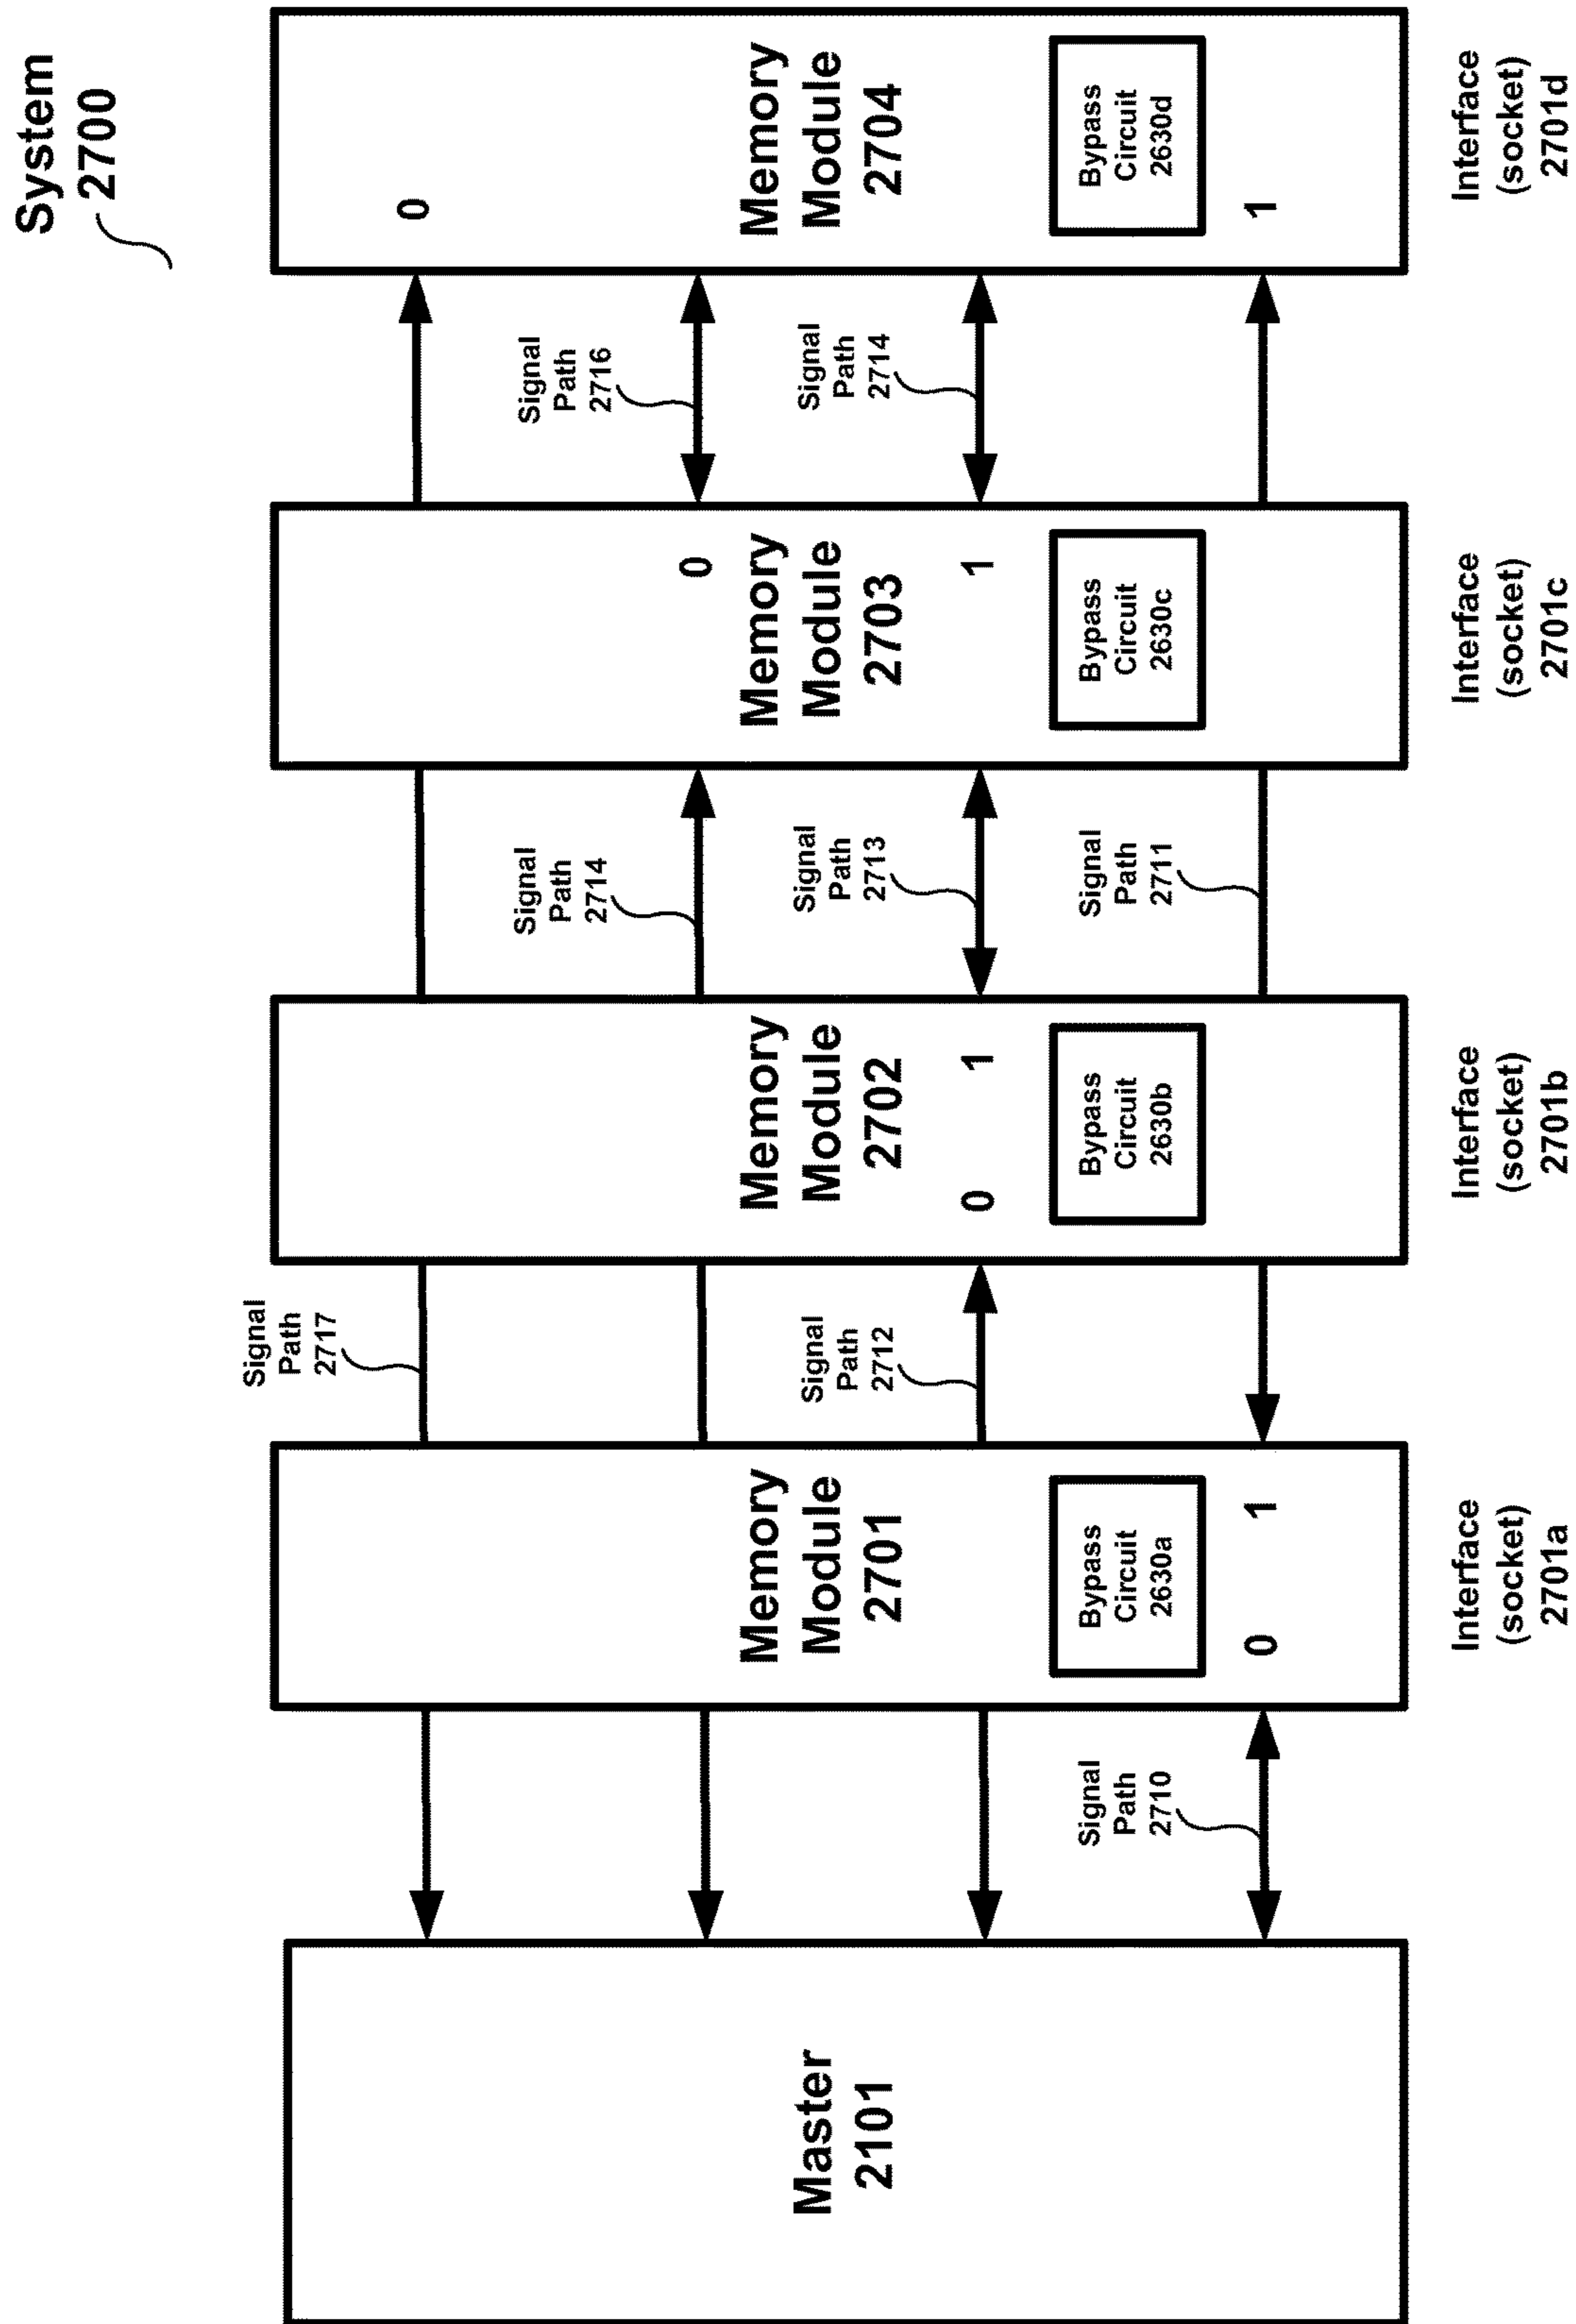 System
2700
Master
2101
Signal
Path
2710
Memory
Module
2701
Bypass
Circuit
2630a
0
1
Interface
(socket)
2701a
Signal
Path
2717
Signal
Path
2712
Memory
Module
2702
0
1
Bypass
Circuit
2630b
Interface
(socket)
2701b
Signal
Path
2714
Signal
Path
2713
Signal
Path
2711
0
Memory
Module
2703
1
Bypass
Circuit
2630c
Interface
(socket)
2701c
Signal
Path
2716
Signal
Path
2714
0
Memory
Module
2704
Bypass
Circuit
2630d
1
Interface
(socket)
2701d